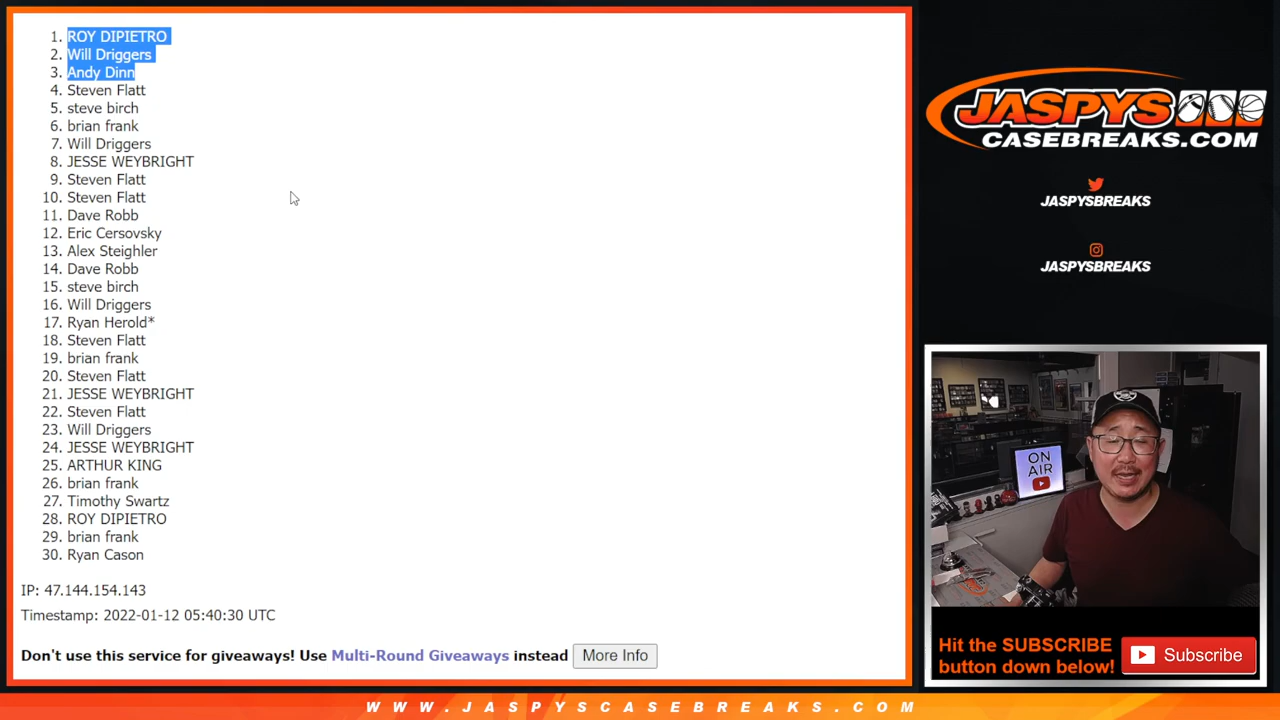 1. ROY DIPIETRO
2. Will Driggers
3. Andy Dinn
4. Steven Flatt
5. steve birch
6. brian frank
7. Will Driggers
8. JESSE WEYBRIGHT
9. Steven Flatt
10. Steven Flatt
11. Dave Robb
12. Eric Cersovsky
13. Alex Steighler
14. Dave Robb
15. steve birch
16. Will Driggers
17. Ryan Herold*
18. Steven Flatt
19. brian frank
20. Steven Flatt
21. JESSE WEYBRIGHT
22. Steven Flatt
23. Will Driggers
24. JESSE WEYBRIGHT
25. ARTHUR KING
26. brian frank
27. Timothy Swartz
28. ROY DIPIETRO
29. brian frank
30. Ryan Cason
IP: 47.144.154.143
Timestamp: 2022-01-12 05:40:30 UTC
Don't use this service for giveaways! Use Multi-Round Giveaways instead More Info
JASPYS
CASEBREAKS.COM
JASPYSBREAKS
JASPYSBREAKS
ON
AIR
Hit the SUBSCRIBE
button down below!
Subscribe
WWW.JASPYSCASEBREAKS.COM